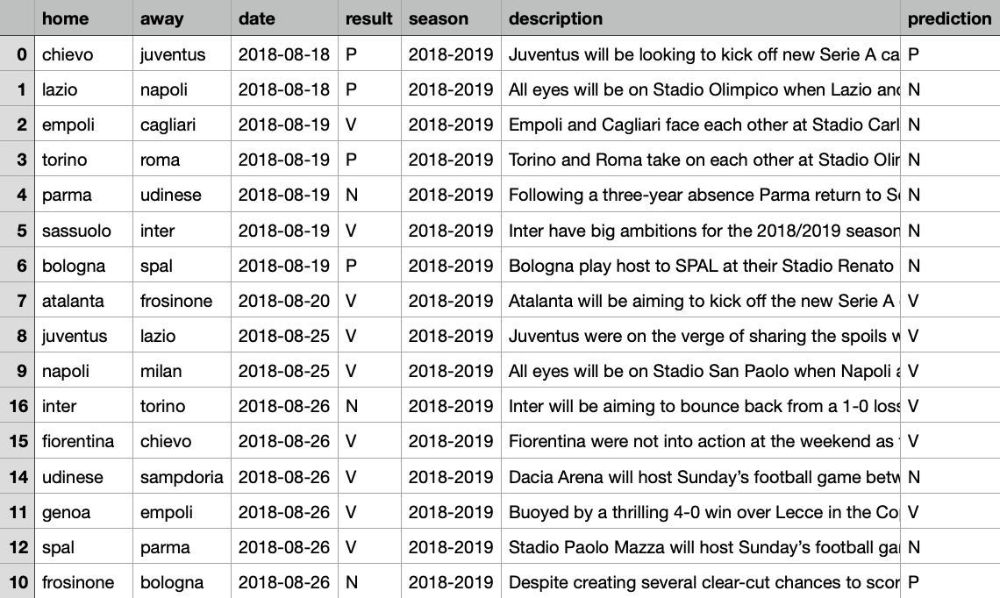 home away date result season description prediction
0 chievo juventus 2018-08-18 P 2018-2019 Juventus will be looking to kick off new Serie A ca P
1 lazio napoli 2018-08-18 P 2018-2019 All eyes will be on Stadio Olimpico when Lazio and N
2 empoli cagliari 2018-08-19 V 2018-2019 Empoli and Cagliari face each other at Stadio Carl N
3 torino roma 2018-08-19 P 2018-2019 Torino and Roma take on each other at Stadio Olim N
4 parma udinese 2018-08-19 N 2018-2019 Following a three-year absence Parma return to Se N
5 sassuolo inter 2018-08-19 V 2018-2019 Inter have big ambitions for the 2018/2019 season N
6 bologna spal 2018-08-19 P 2018-2019 Bologna play host to SPAL at their Stadio Renato N
7 atalanta frosinone 2018-08-20 V 2018-2019 Atalanta will be aiming to kick off the new Serie A V
8 juventus lazio 2018-08-25 V 2018-2019 Juventus were on the verge of sharing the spoils w V
9 napoli milan 2018-08-25 V 2018-2019 All eyes will be on Stadio San Paolo when Napoli a V
16 inter torino 2018-08-26 N 2018-2019 Inter will be aiming to bounce back from a 1-0 loss V
15 fiorentina chievo 2018-08-26 V 2018-2019 Fiorentina were not into action at the weekend as V
14 udinese sampdoria 2018-08-26 V 2018-2019 Dacia Arena will host Sunday's football game betw N
11 genoa empoli 2018-08-26 V 2018-2019 Buoyed by a thrilling 4-0 win over Lecce in the Co V
12 spal parma 2018-08-26 V 2018-2019 Stadio Paolo Mazza will host Sunday's football gam N
10 frosinone bologna 2018-08-26 N 2018-2019 Despite creating several clear-cut chances to scor P